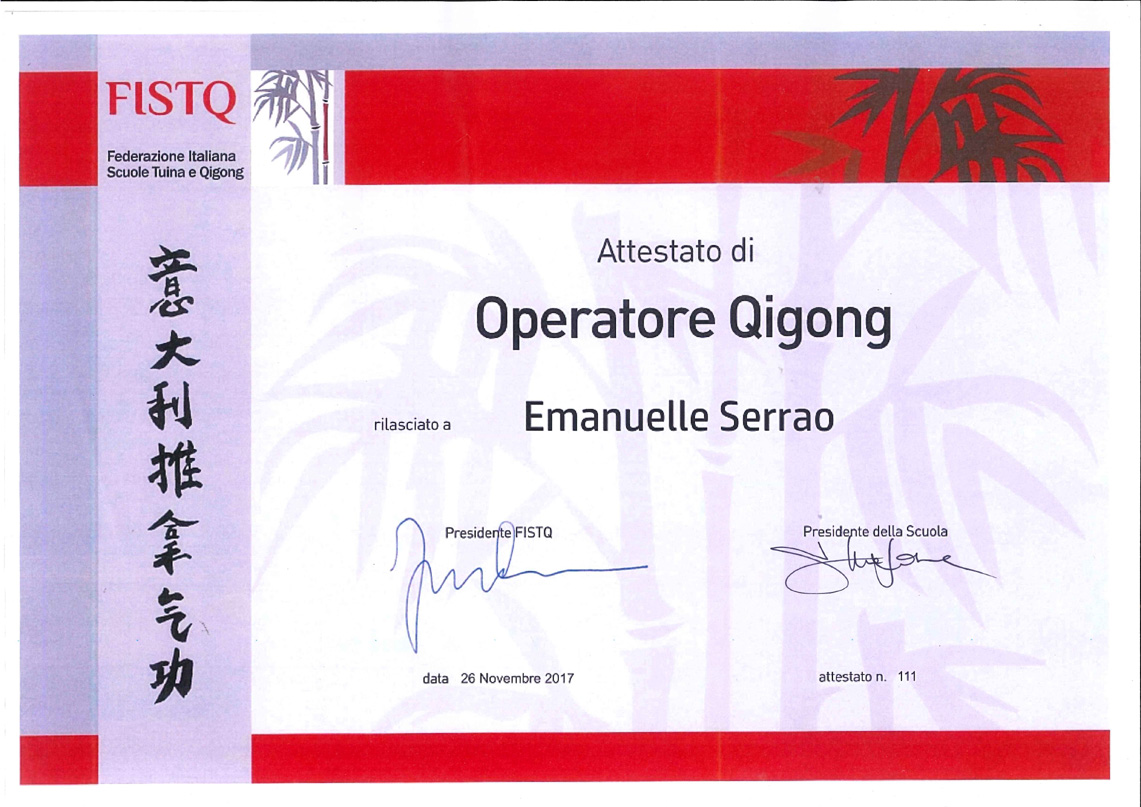 FISTQ
Federazione Italiana
Scuole Tuina e Qigong
意大利推拿气功
Attestato di
Operatore Qigong
rilasciato a Emanuelle Serrao
Presidente FISTQ
Presidente della Scuola
data 26 Novembre 2017
attestato n. 111